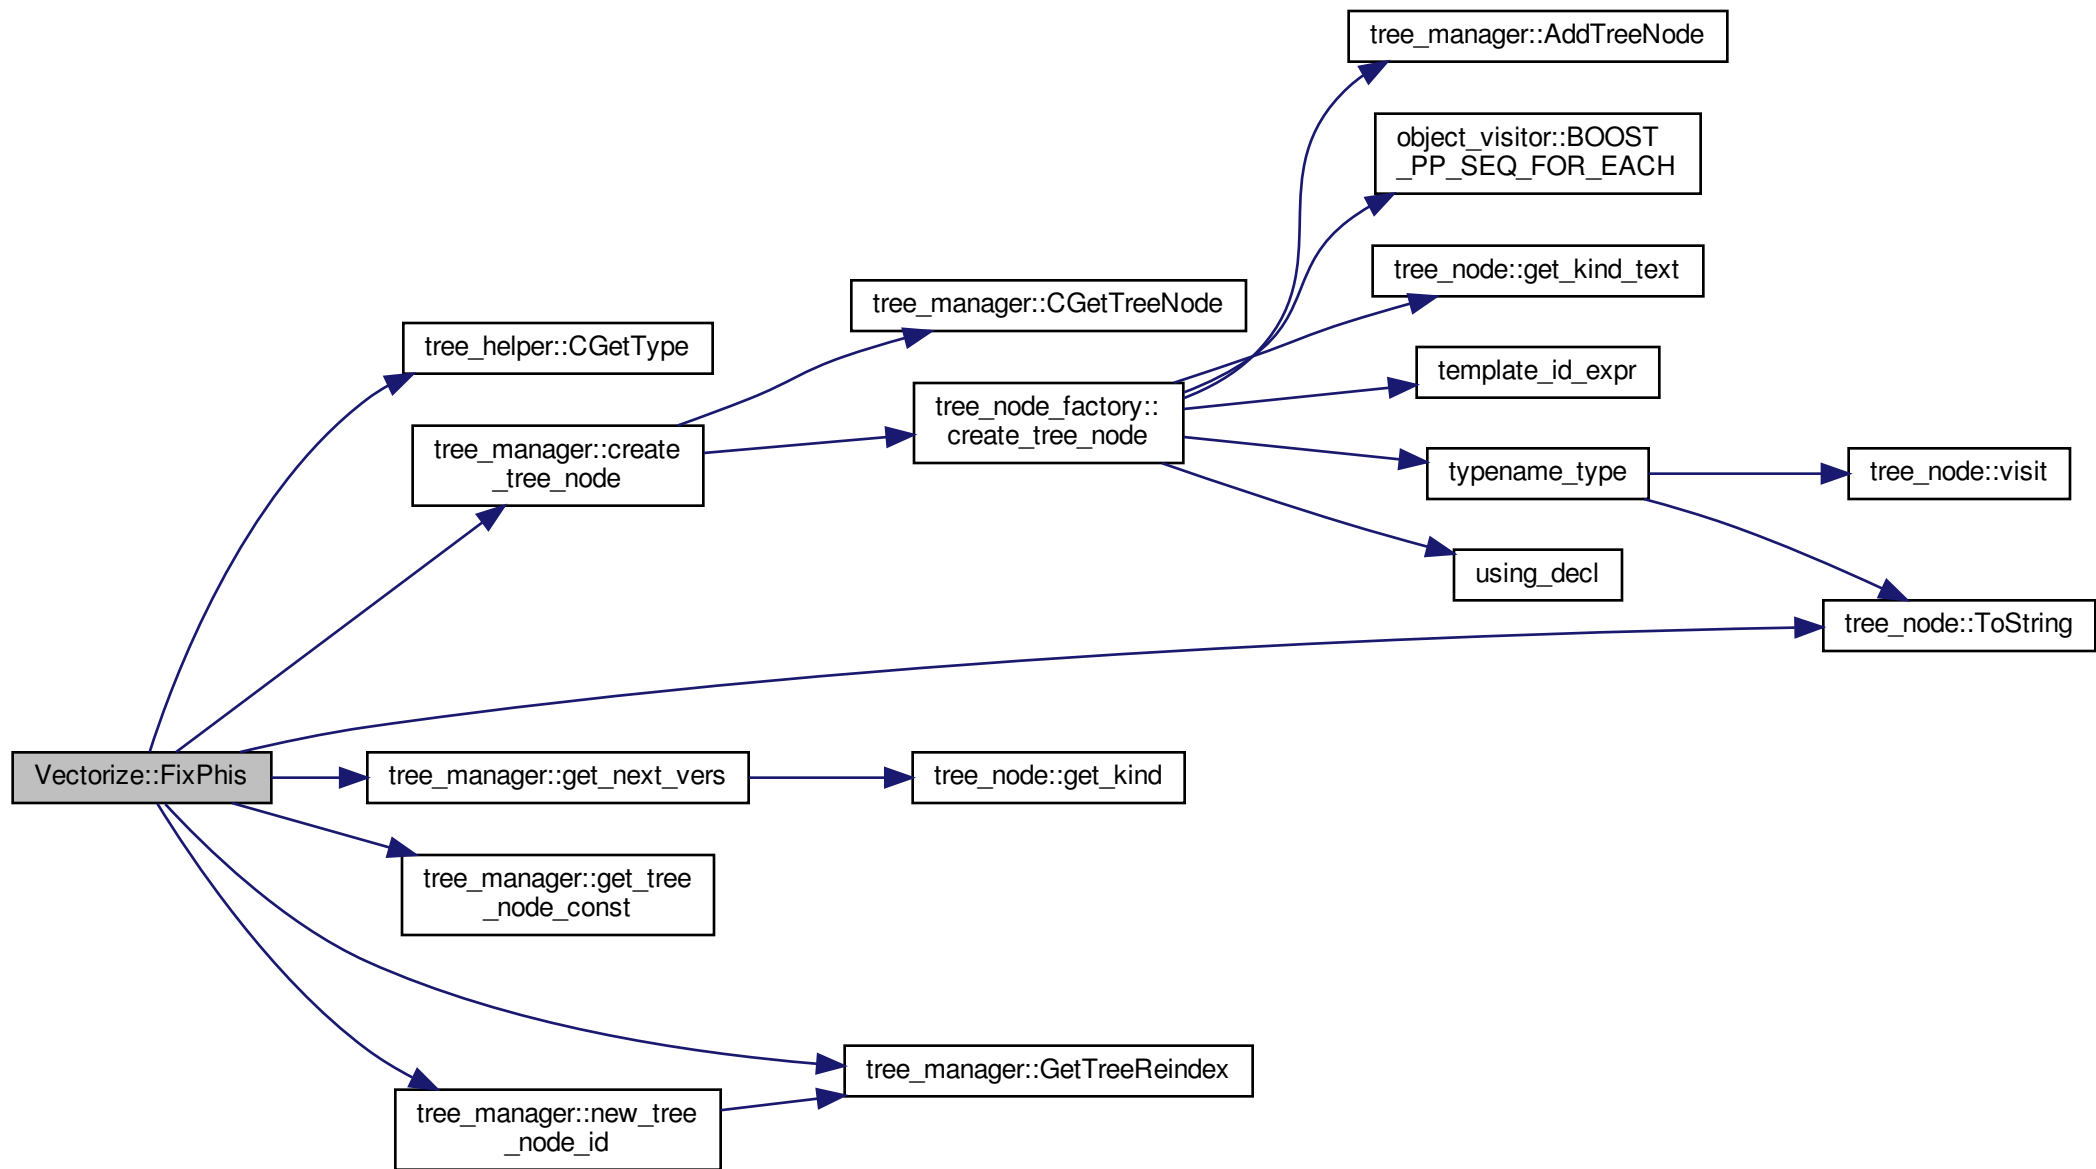 tree_manager::AddTreeNode
object_visitor::BOOST
_PP_SEQ_FOR_EACH
tree_node::get_kind_text
tree_manager::CGetTreeNode
tree_helper::CGetType
template_id_expr
tree_node_factory::
create_tree_node
tree_manager::create
_tree_node
typename_type
tree_node::visit
using_decl
tree_node::ToString
Vectorize::FixPhis
tree_manager::get_next_vers
tree_node::get_kind
tree_manager::get_tree
_node_const
tree_manager::GetTreeReindex
tree_manager::new_tree
_node_id